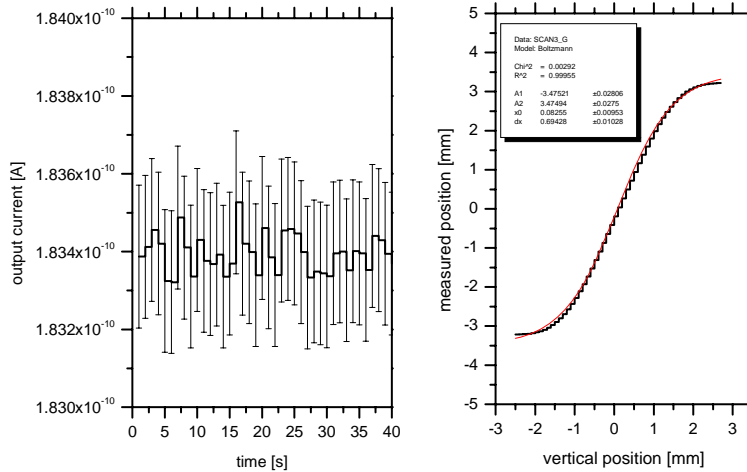 1.840x10^-10
1.838x10^-10
1.836x10^-10
1.834x10^-10
1.832x10^-10
1.830x10^-10
output current [A]
0 5 10 15 20 25 30 35 40
time [s]
5
4
3
2
1
0
-1
-2
-3
-4
-5
measured position [mm]
Data: SCAN3_G
Model: Boltzmann
Chi^2 = 0.00292
R^2 = 0.99955
A1 -3.47521 ±0.02806
A2 3.47494 ±0.0275
x0 0.08255 ±0.00953
dx 0.69428 ±0.01028
-3 -2 -1 0 1 2 3
vertical position [mm]